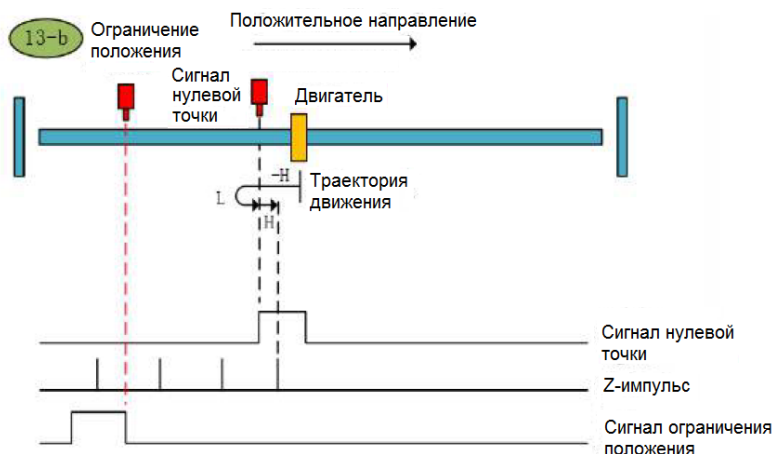 13-b
Ограничение
положения
Положительное направление
Сигнал
нулевой
точки
Двигатель
-H
L
H
Траектория
движения
Сигнал нулевой
точки
Z-импульс
Сигнал ограничения
положения